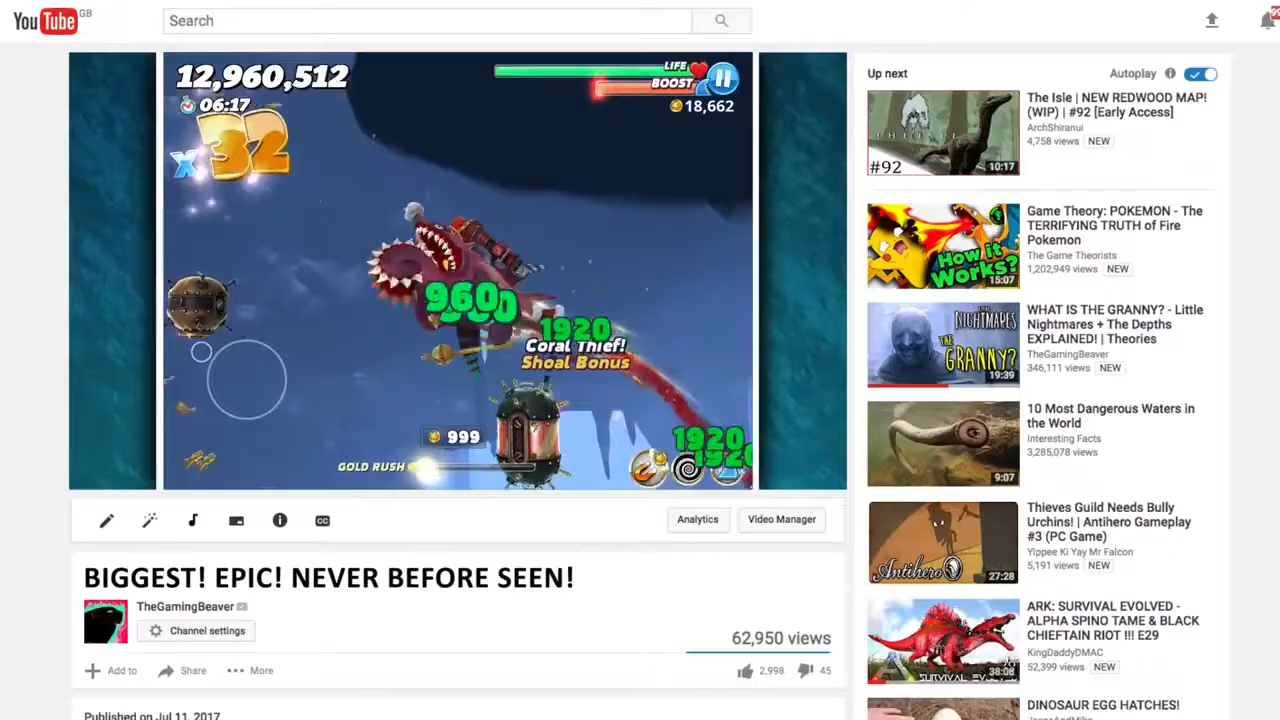 YouTube GB
Search
99
12,960,512
06:17
x32
LIFE
BOOST
18,662
9600
1920
Coral Thief!
Shoal Bonus
999
GOLD RUSH
1920
1920
Analytics
Video Manager
BIGGEST! EPIC! NEVER BEFORE SEEN!
TheGamingBeaver
Channel settings
62,950 views
Add to
Share
More
2,998
45
Published on Jul 11, 2017
Up next
Autoplay
THE ISLE
#92
10:17
The Isle | NEW REDWOOD MAP!
(WIP) | #92 [Early Access]
ArchShiranui
4,758 views NEW
How it
Works?
15:07
Game Theory: POKEMON - The
TERRIFYING TRUTH of Fire
Pokemon
The Game Theorists
1,202,949 views NEW
NIGHTMARES
THE
GRANNY?
19:39
WHAT IS THE GRANNY? - Little
Nightmares + The Depths
EXPLAINED! | Theories
TheGamingBeaver
346,111 views NEW
9:07
10 Most Dangerous Waters in
the World
Interesting Facts
3,285,078 views
Antihero
27:28
Thieves Guild Needs Bully
Urchins! | Antihero Gameplay
#3 (PC Game)
Yippee Ki Yay Mr Falcon
5,191 views NEW
38:08
ARK: SURVIVAL EVOLVED -
ALPHA SPINO TAME & BLACK
CHIEFTAIN RIOT !!! E29
KingDaddyDMAC
52,399 views NEW
DINOSAUR EGG HATCHES!